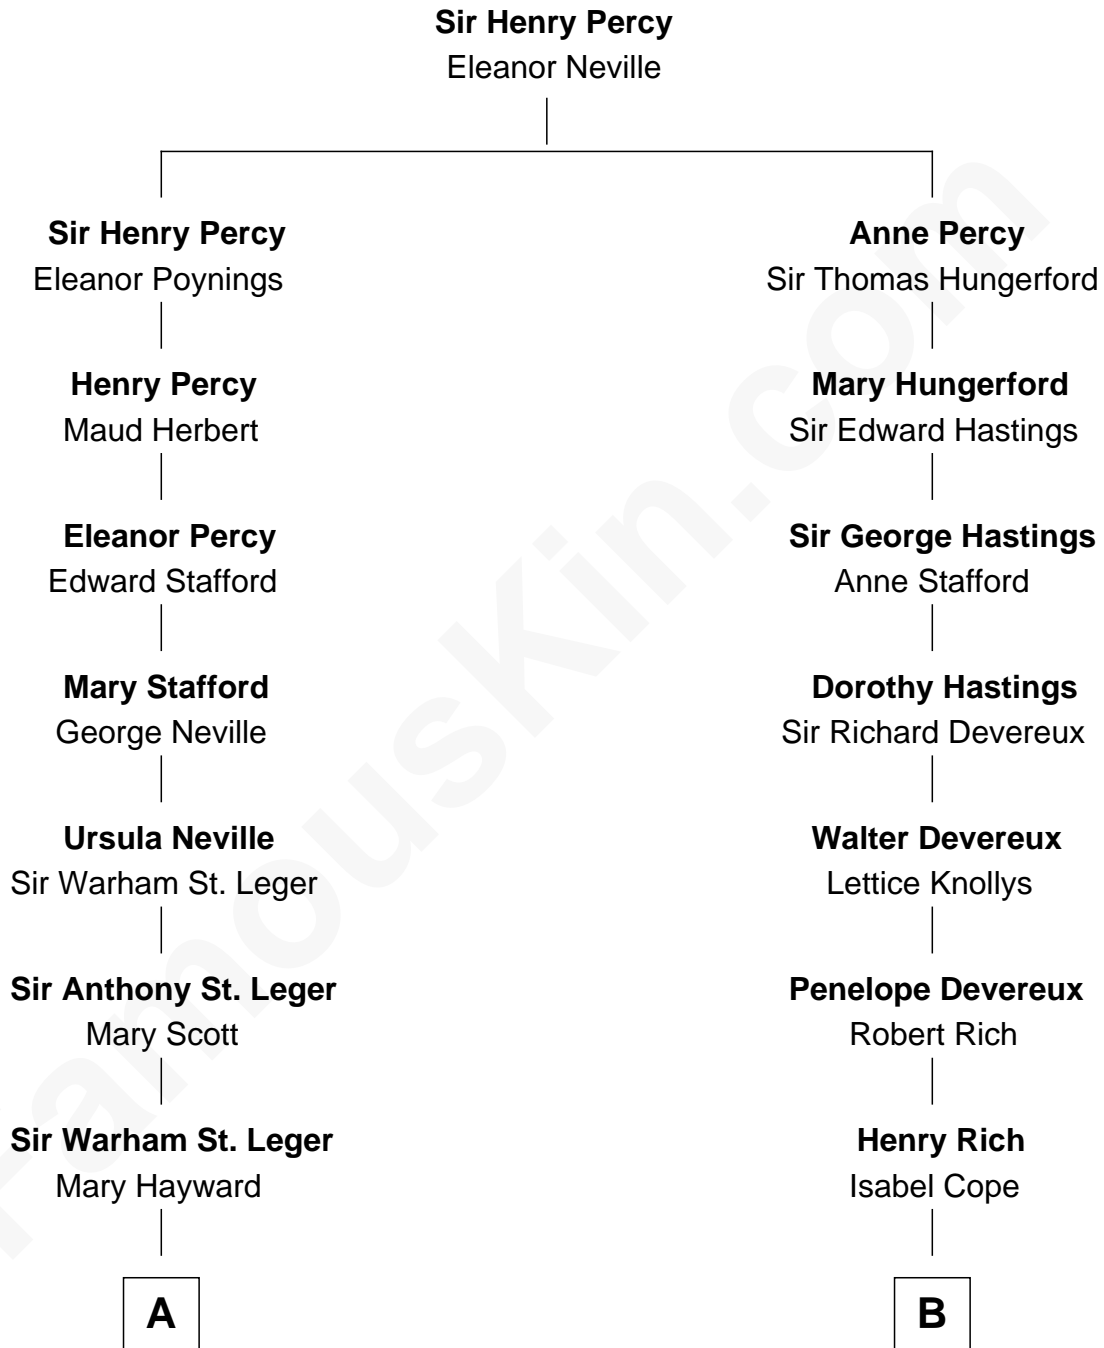 Sir Henry Percy
Eleanor Neville
Sir Henry Percy
Eleanor Poynings
Anne Percy
Sir Thomas Hungerford
Henry Percy
Maud Herbert
Mary Hungerford
Sir Edward Hastings
Eleanor Percy
Edward Stafford
Sir George Hastings
Anne Stafford
Mary Stafford
George Neville
Dorothy Hastings
Sir Richard Devereux
Ursula Neville
Sir Warham St. Leger
Walter Devereux
Lettice Knollys
Sir Anthony St. Leger
Mary Scott
Penelope Devereux
Robert Rich
Sir Warham St. Leger
Mary Hayward
Henry Rich
Isabel Cope
A
B
FamousKin.com